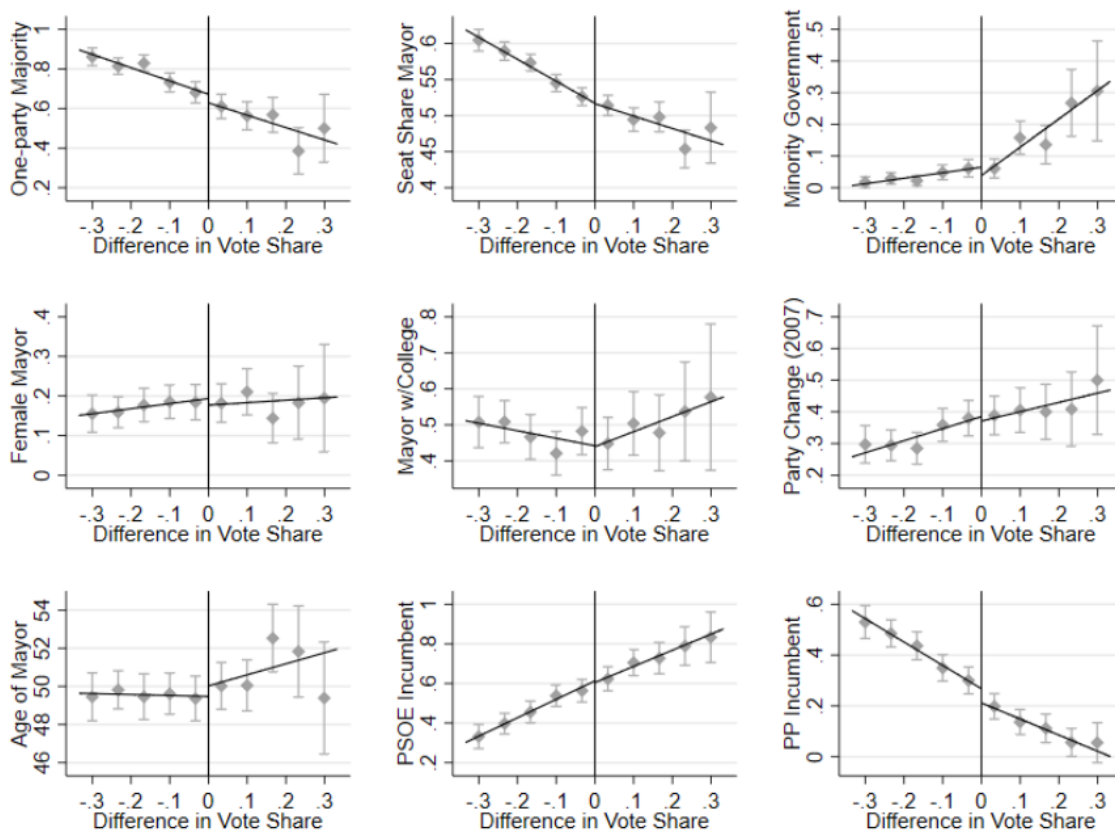 One-party Majority
1
.8
.6
.4
.2
-.3 -.2 -.1 0 .1 .2 .3
Difference in Vote Share
Seat Share Mayor
.6
.55
.5
.45
.4
-.3 -.2 -.1 0 .1 .2 .3
Difference in Vote Share
Minority Government
.5
.4
.3
.2
.1
0
-.3 -.2 -.1 0 .1 .2 .3
Difference in Vote Share
Female Mayor
.4
.3
.2
.1
0
-.3 -.2 -.1 0 .1 .2 .3
Difference in Vote Share
Mayor w/College
.8
.7
.6
.5
.4
-.3 -.2 -.1 0 .1 .2 .3
Difference in Vote Share
Party Change (2007)
.7
.6
.5
.4
.3
.2
-.3 -.2 -.1 0 .1 .2 .3
Difference in Vote Share
Age of Mayor
54
52
50
48
46
-.3 -.2 -.1 0 .1 .2 .3
Difference in Vote Share
PSOE Incumbent
1
.8
.6
.4
.2
-.3 -.2 -.1 0 .1 .2 .3
Difference in Vote Share
PP Incumbent
.6
.4
.2
0
-.3 -.2 -.1 0 .1 .2 .3
Difference in Vote Share